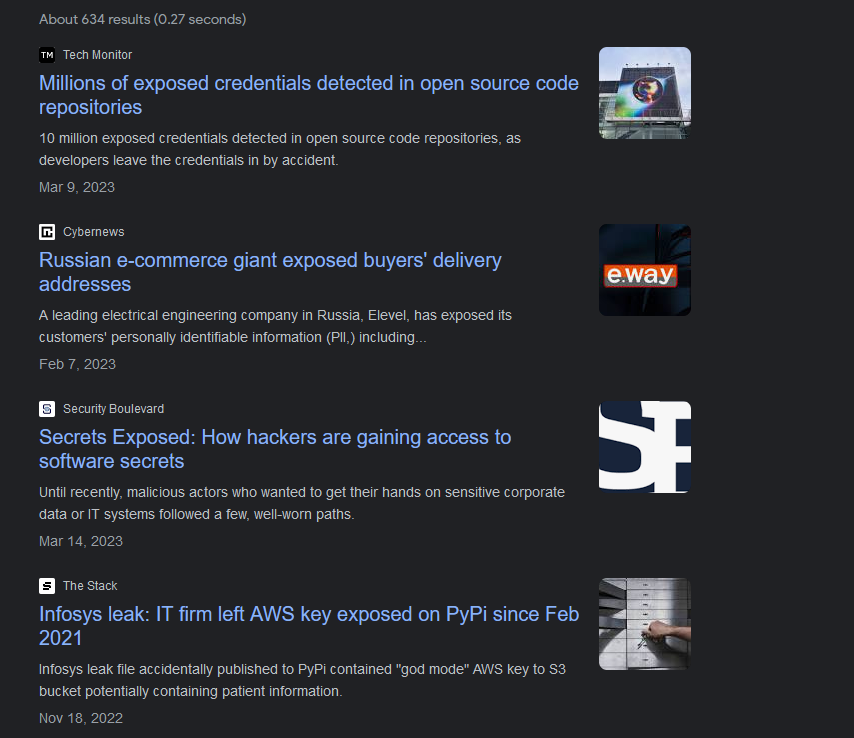 About 634 results (0.27 seconds)
TM Tech Monitor
Millions of exposed credentials detected in open source code
repositories
10 million exposed credentials detected in open source code repositories, as
developers leave the credentials in by accident.
Mar 9, 2023
Cybernews
Russian e-commerce giant exposed buyers' delivery
addresses
e.way
A leading electrical engineering company in Russia, Elevel, has exposed its
customers' personally identifiable information (PII,) including...
Feb 7, 2023
S Security Boulevard
Secrets Exposed: How hackers are gaining access to
software secrets
Until recently, malicious actors who wanted to get their hands on sensitive corporate
data or IT systems followed a few, well-worn paths.
Mar 14, 2023
S The Stack
Infosys leak: IT firm left AWS key exposed on PyPi since Feb
2021
Infosys leak file accidentally published to PyPi contained "god mode" AWS key to S3
bucket potentially containing patient information.
Nov 18, 2022